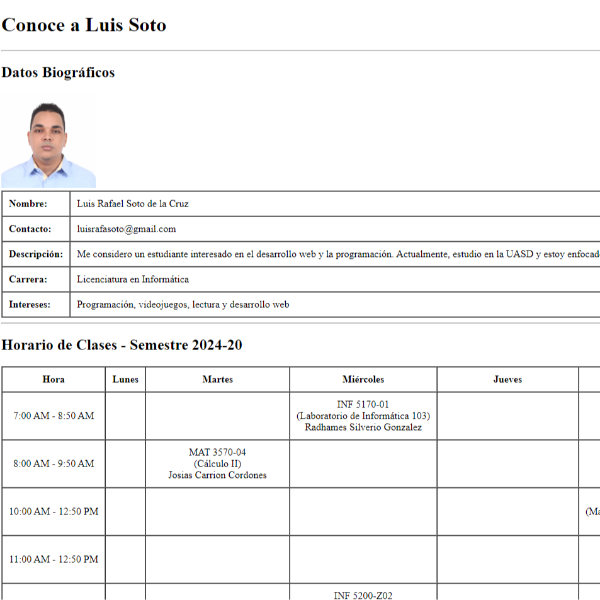 Conoce a Luis Soto
Datos Biográficos
Nombre: Luis Rafael Soto de la Cruz
Contacto: luisrafasoto@gmail.com
Descripción: Me considero un estudiante interesado en el desarrollo web y la programación. Actualmente, estudio en la UASD y estoy
Carrera: Licenciatura en Informática
Intereses: Programación, videojuegos, lectura y desarrollo web
Horario de Clases - Semestre 2024-20
Hora Lunes Martes Miércoles Jueves
7:00 AM - 8:50 AM
INF 5170-01
(Laboratorio de Informática 103)
Radhames Silverio Gonzalez
8:00 AM - 9:50 AM
MAT 3570-04
(Cálculo II)
Josias Carrion Cordones
10:00 AM - 12:50 PM
11:00 AM - 12:50 PM
INF 5200-Z02